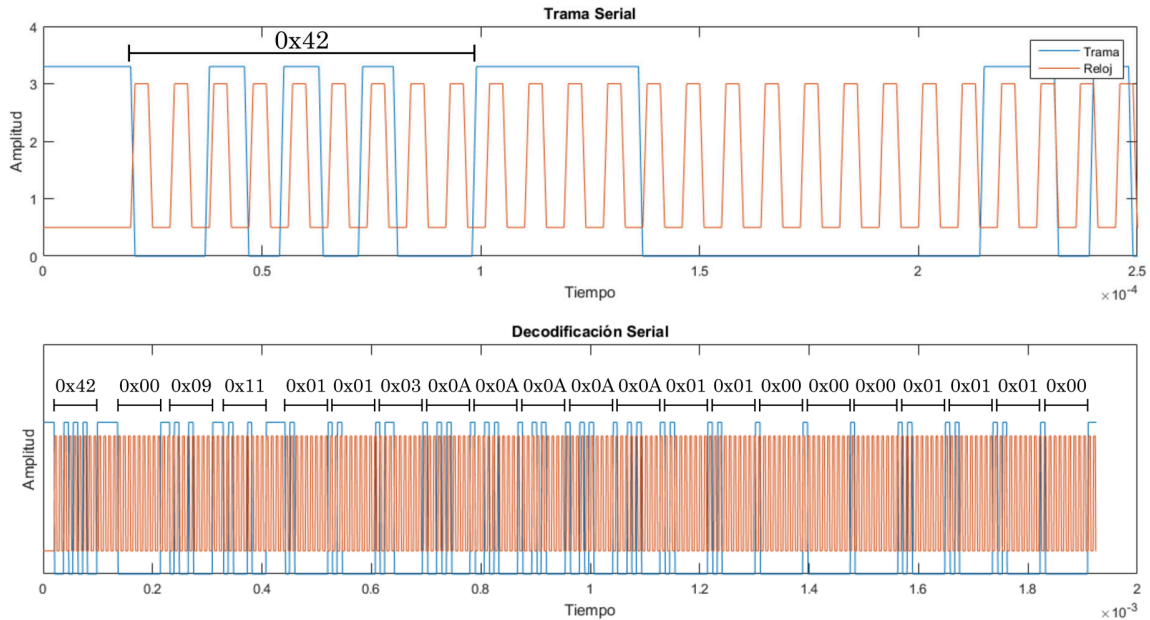 Trama Serial
4
3
2
1
0
Amplitud
0x42
Trama
Reloj
0 0.5 1 1.5 2 2.5
Tiempo
×10⁻⁴
Decodificación Serial
0x42 0x00 0x09 0x11 0x01 0x01 0x03 0x0A 0x0A 0x0A 0x0A 0x0A 0x01 0x01 0x00 0x00 0x00 0x01 0x01 0x01 0x00
Amplitud
0 0.2 0.4 0.6 0.8 1 1.2 1.4 1.6 1.8 2
Tiempo
×10⁻³